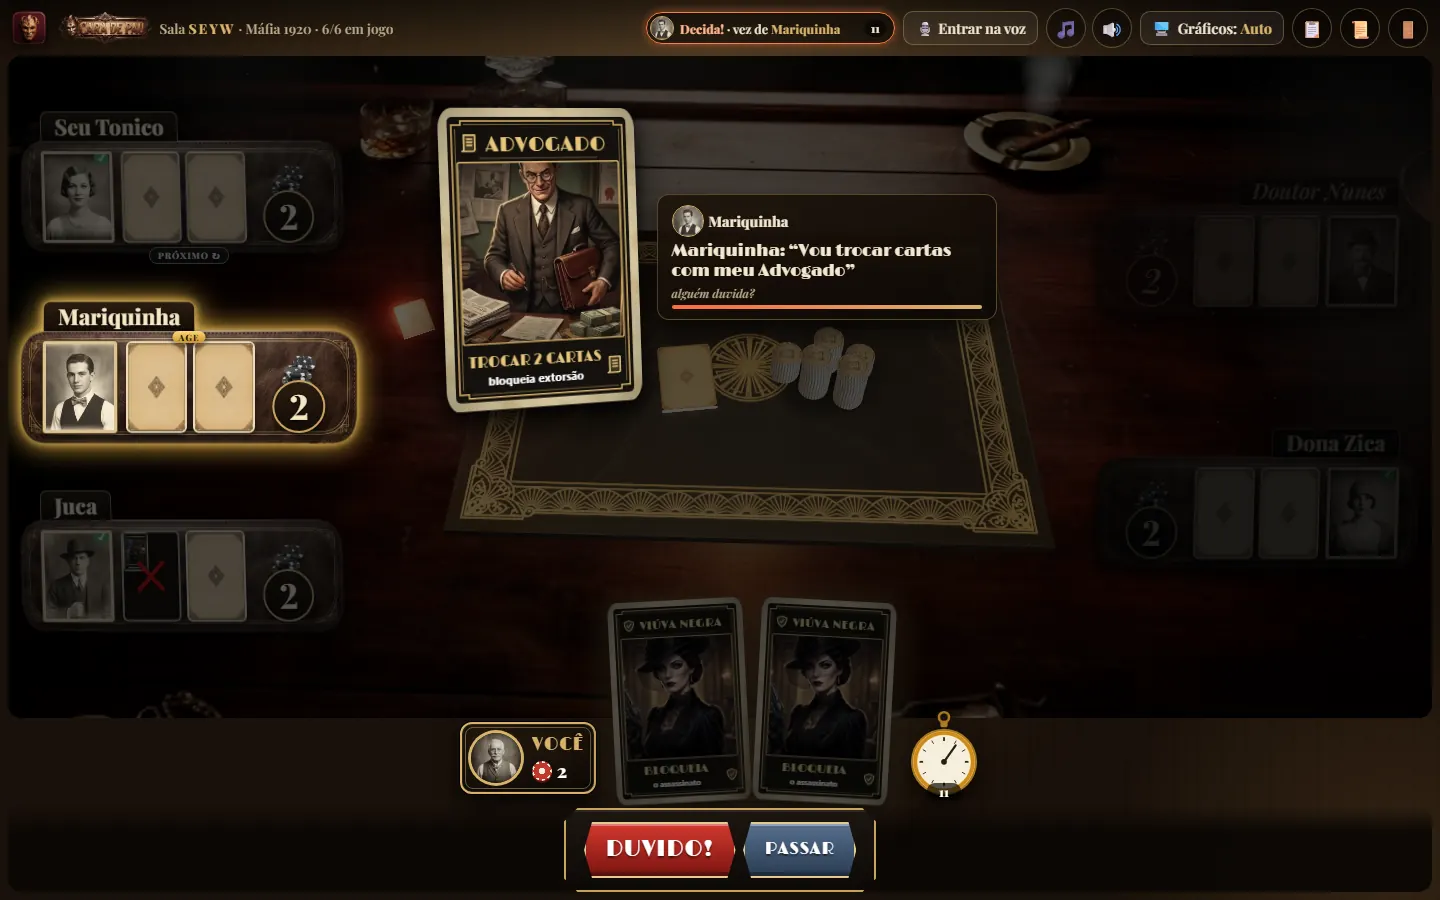 CARA DE PAU
Sala SEYW · Máfia 1920 · 6/6 em jogo
Decida! · vez de Mariquinha 11
Entrar na voz
Gráficos: Auto
Seu Tonico
2
PRÓXIMO ↻
Mariquinha
AGE
2
Juca
2
ADVOGADO
TROCAR 2 CARTAS
bloqueia extorsão
Mariquinha
Mariquinha: “Vou trocar cartas
com meu Advogado”
alguém duvida?
Doutor Nunes
2
Dona Zica
2
VIÚVA NEGRA
BLOQUEIA
o assassinato
VIÚVA NEGRA
BLOQUEIA
o assassinato
VOCÊ
2
11
DUVIDO!
PASSAR